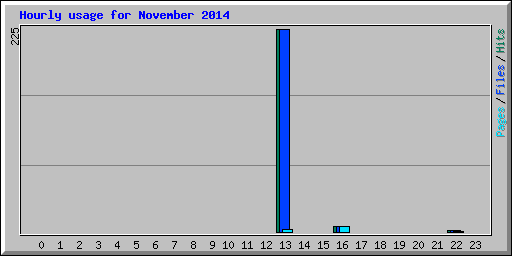 Hourly usage for November 2014
225
Pages/Files/Hits
0 1 2 3 4 5 6 7 8 9 10 11 12 13 14 15 16 17 18 19 20 21 22 23